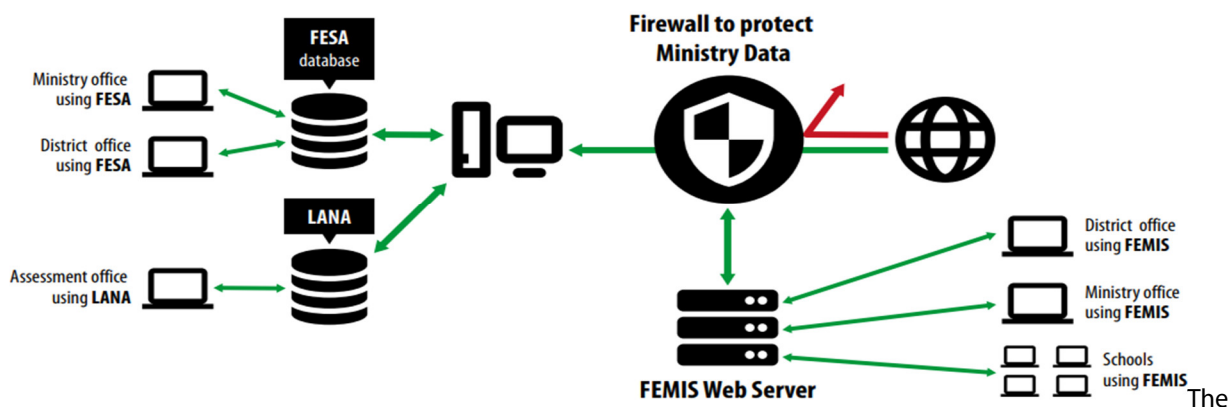 Firewall to protect
Ministry Data
FESA
database
Ministry office
using FESA
District office
using FESA
LANA
Assessment office
using LANA
District office
using FEMIS
Ministry office
using FEMIS
Schools
using FEMIS
FEMIS Web Server
The